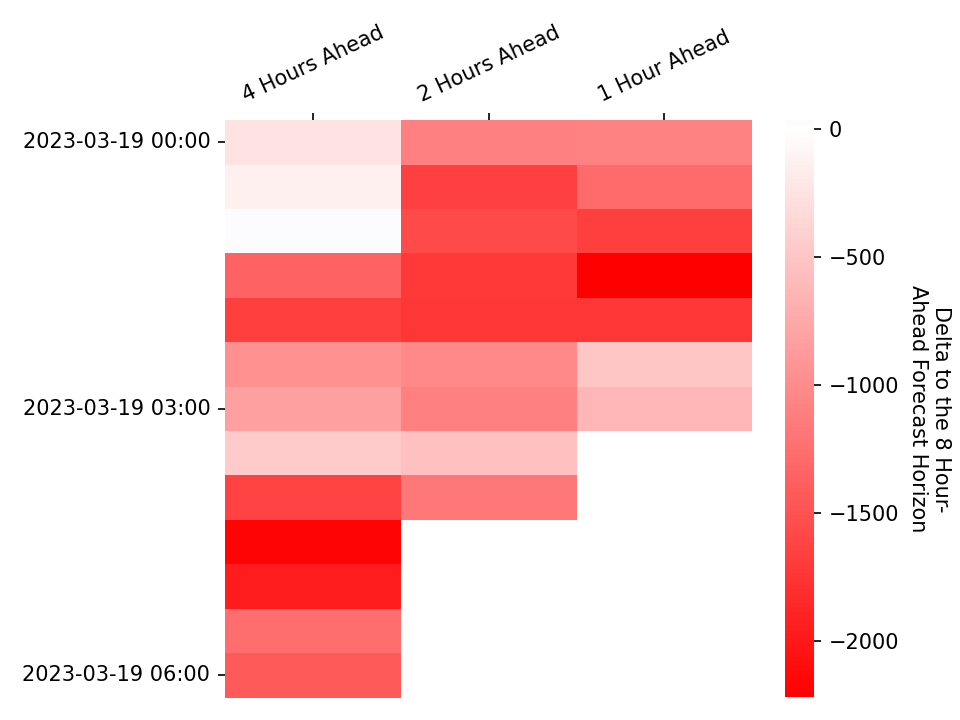 4 Hours Ahead
2 Hours Ahead
1 Hour Ahead
2023-03-19 00:00
2023-03-19 03:00
2023-03-19 06:00
0
−500
−1000
−1500
−2000
Delta to the 8 Hour-
Ahead Forecast Horizon